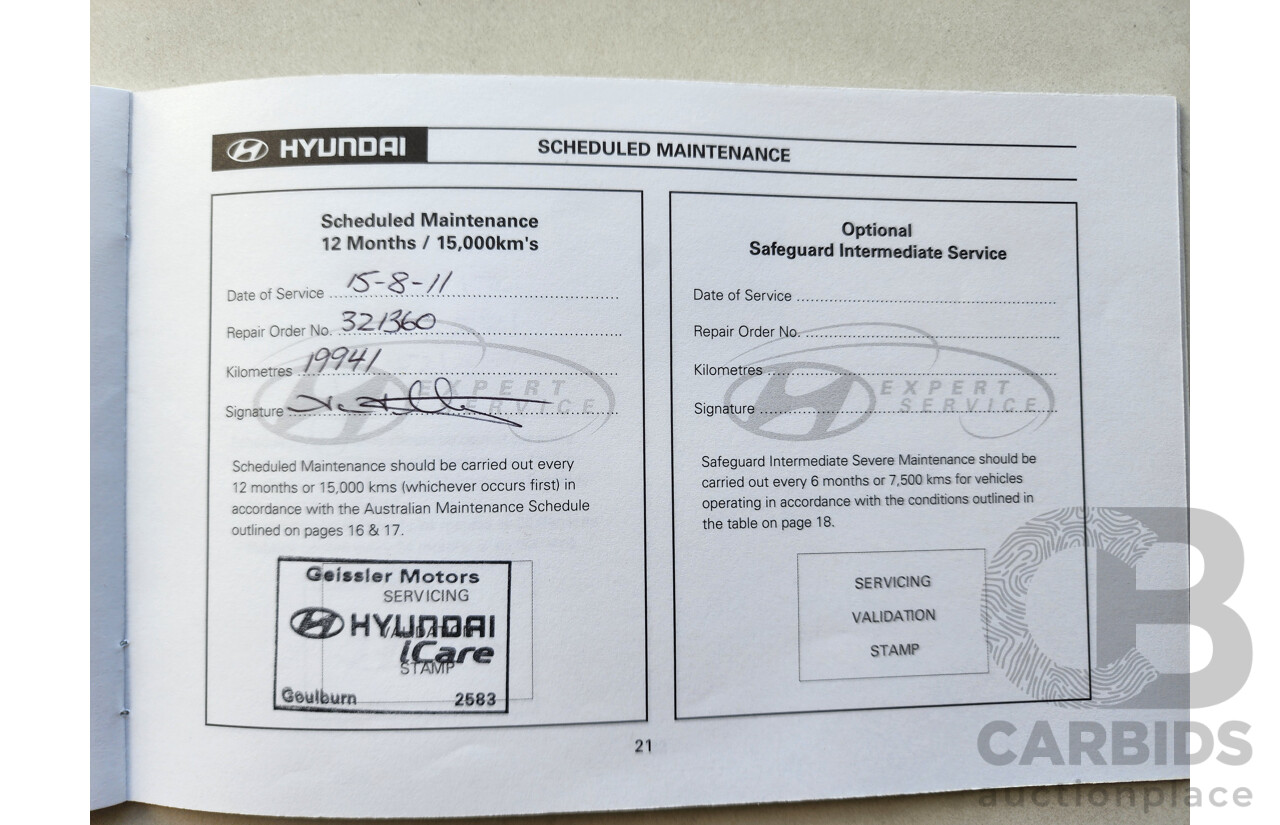 HYUNDAI
SCHEDULED MAINTENANCE
Scheduled Maintenance
12 Months / 15,000km's
Date of Service 15-8-11
Repair Order No. 321360
Kilometres 19941
Signature
EXPERT
SERVICE
Scheduled Maintenance should be carried out every
12 months or 15,000 kms (whichever occurs first) in
accordance with the Australian Maintenance Schedule
outlined on pages 16 & 17.
Geissler Motors
SERVICING
HYUNDAI
VALIDATION
iCare
STAMP
Goulburn 2583
Optional
Safeguard Intermediate Service
Date of Service
Repair Order No.
Kilometres
EXPERT
Signature
SERVICE
Safeguard Intermediate Severe Maintenance should be
carried out every 6 months or 7,500 kms for vehicles
operating in accordance with the conditions outlined in
the table on page 18.
SERVICING
VALIDATION
STAMP
21
CB
CARBIDS
auctionplace